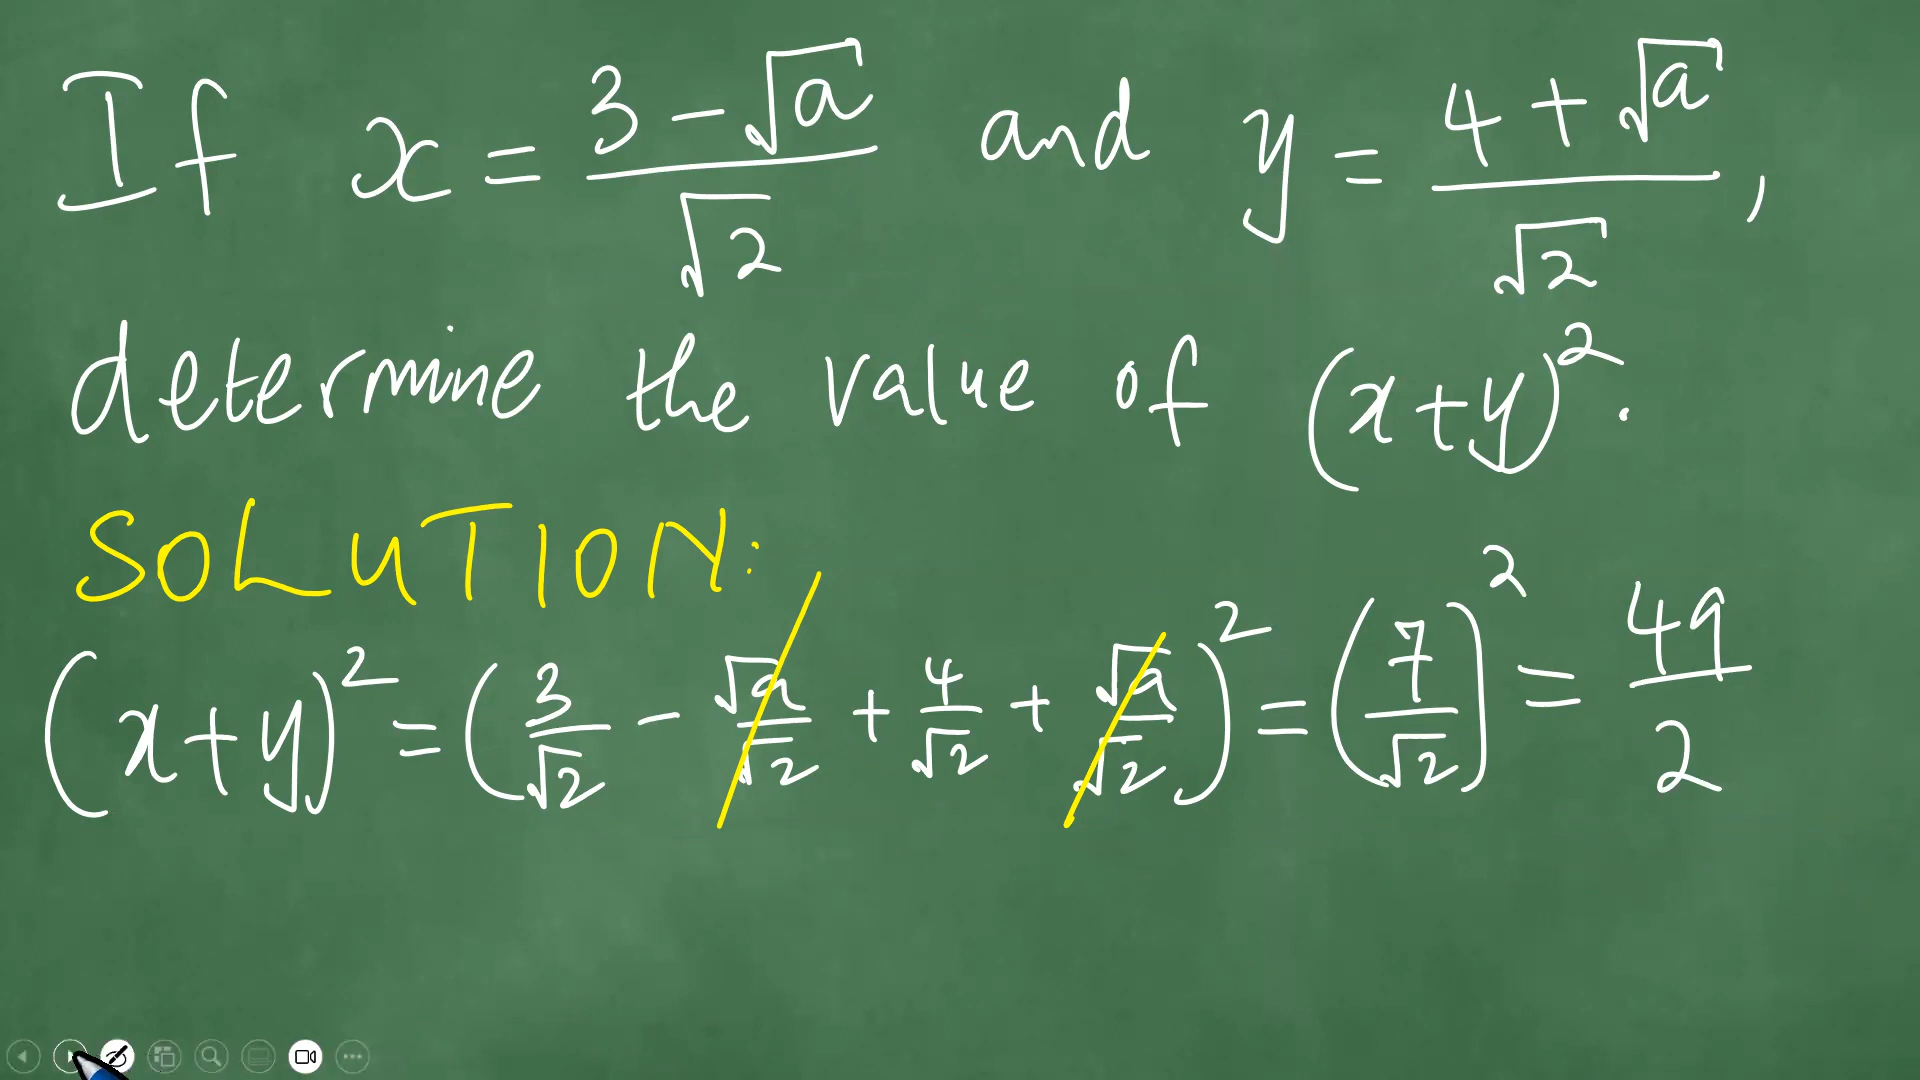 If x = (3 - √a)/√2 and y = (4 + √a)/√2,
determine the value of (x+y)².
SOLUTION:
(x+y)² = (3/√2 - √a/√2 + 4/√2 + √a/√2)² = (7/√2)² = 49/2